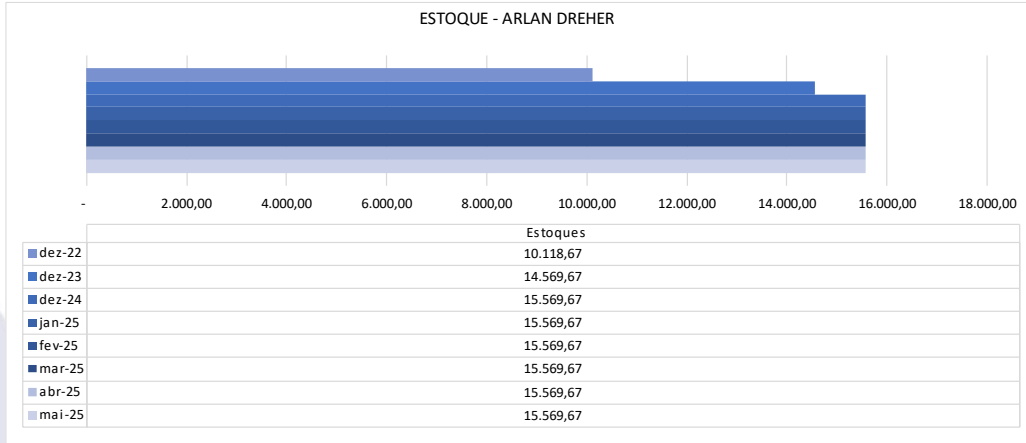 ESTOQUE - ARLAN DREHER
- 2.000,00 4.000,00 6.000,00 8.000,00 10.000,00 12.000,00 14.000,00 16.000,00 18.000,00
Estoques
dez-22 10.118,67
dez-23 14.569,67
dez-24 15.569,67
jan-25 15.569,67
fev-25 15.569,67
mar-25 15.569,67
abr-25 15.569,67
mai-25 15.569,67